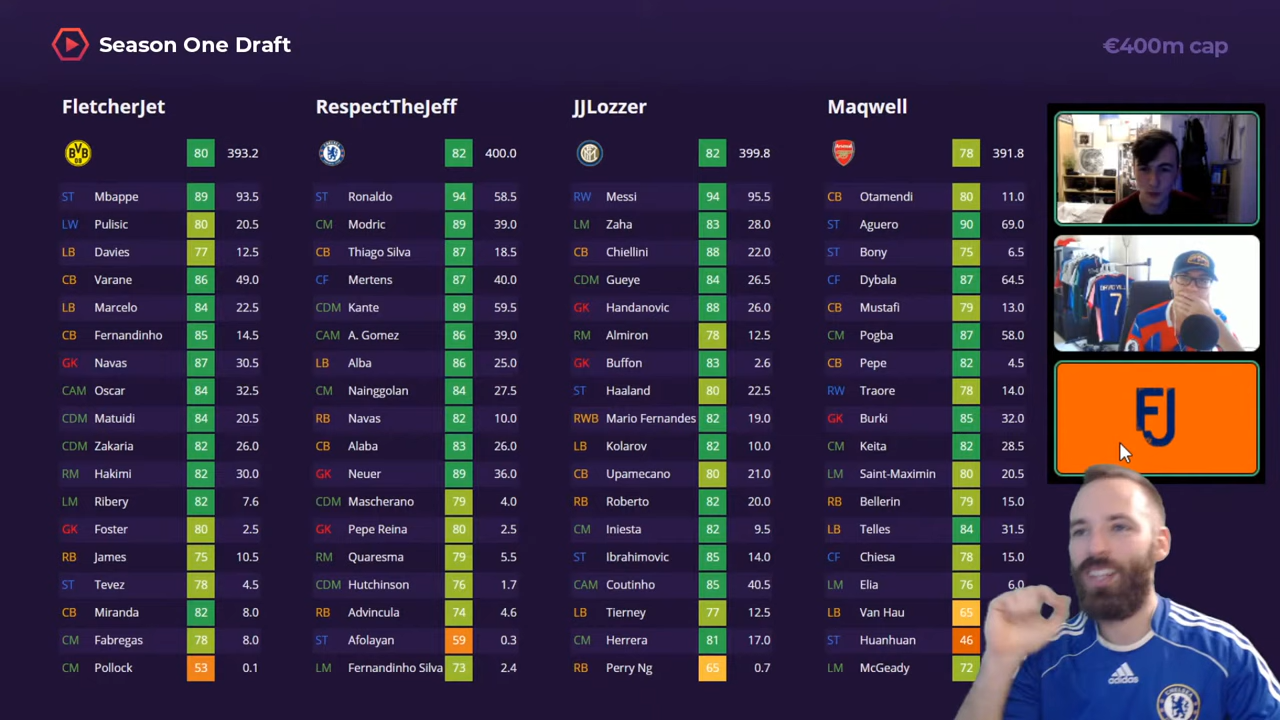 Season One Draft
€400m cap
FletcherJet
BVB 09 80 393.2
ST Mbappe 89 93.5
LW Pulisic 80 20.5
LB Davies 77 12.5
CB Varane 86 49.0
LB Marcelo 84 22.5
CB Fernandinho 85 14.5
GK Navas 87 30.5
CAM Oscar 84 32.5
CDM Matuidi 84 20.5
CDM Zakaria 82 26.0
RM Hakimi 82 30.0
LM Ribery 82 7.6
GK Foster 80 2.5
RB James 75 10.5
ST Tevez 78 4.5
CB Miranda 82 8.0
CM Fabregas 78 8.0
CM Pollock 53 0.1
RespectTheJeff
82 400.0
ST Ronaldo 94 58.5
CM Modric 89 39.0
CB Thiago Silva 87 18.5
CF Mertens 87 40.0
CDM Kante 89 59.5
CAM A. Gomez 86 39.0
LB Alba 86 25.0
CM Nainggolan 84 27.5
RB Navas 82 10.0
CB Alaba 83 26.0
GK Neuer 89 36.0
CDM Mascherano 79 4.0
GK Pepe Reina 80 2.5
RM Quaresma 79 5.5
CDM Hutchinson 76 1.7
RB Advincula 74 4.6
ST Afolayan 59 0.3
LM Fernandinho Silva 73 2.4
JJLozzer
82 399.8
RW Messi 94 95.5
LM Zaha 83 28.0
CB Chiellini 88 22.0
CDM Gueye 84 26.5
GK Handanovic 88 26.0
RM Almiron 78 12.5
GK Buffon 83 2.6
ST Haaland 80 22.5
RWB Mario Fernandes 82 19.0
LB Kolarov 82 10.0
CB Upamecano 80 21.0
RB Roberto 82 20.0
CM Iniesta 82 9.5
ST Ibrahimovic 85 14.0
CAM Coutinho 85 40.5
LB Tierney 77 12.5
CM Herrera 81 17.0
RB Perry Ng 65 0.7
Maqwell
Arsenal 78 391.8
CB Otamendi 80 11.0
ST Aguero 90 69.0
ST Bony 75 6.5
CF Dybala 87 64.5
CB Mustafi 79 13.0
CM Pogba 87 58.0
CB Pepe 82 4.5
RW Traore 78 14.0
GK Burki 85 32.0
CM Keita 82 28.5
LM Saint-Maximin 80 20.5
RB Bellerin 79 15.0
LB Telles 84 31.5
CF Chiesa 78 15.0
LM Elia 76 6.0
LB Van Hau 65
ST Huanhuan 46
LM McGeady 72
7
FJ
adidas